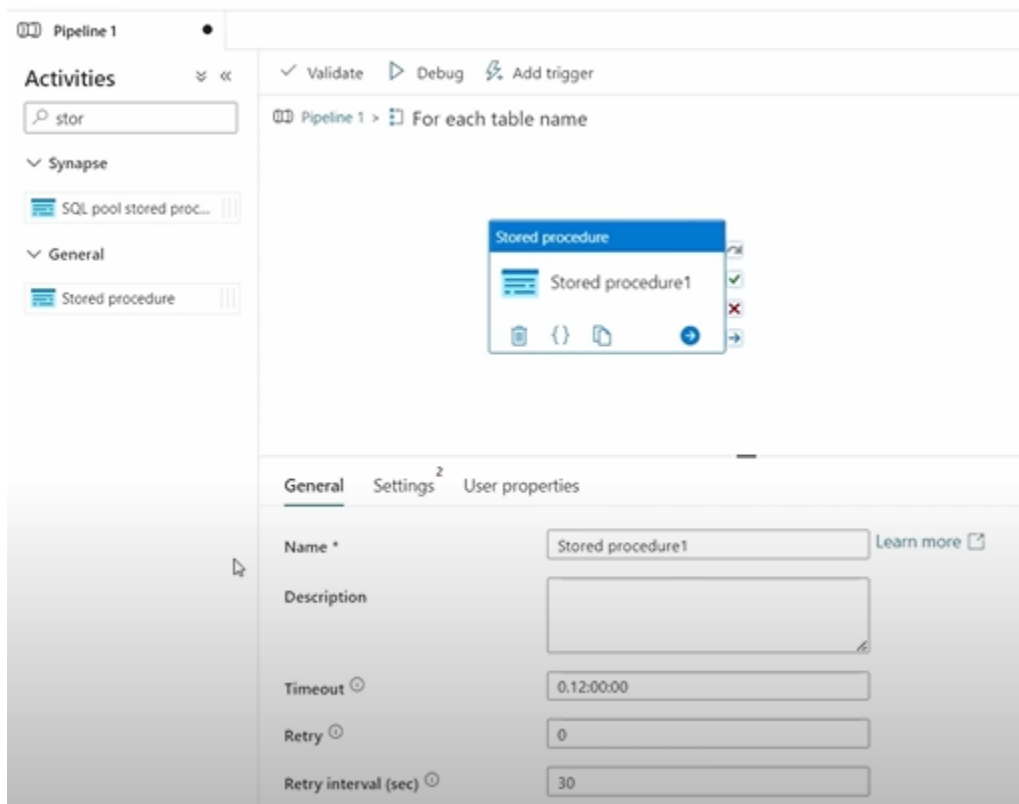 Pipeline 1
Activities
Validate Debug Add trigger
stor
Pipeline 1 > For each table name
Synapse
SQL pool stored proc...
General
Stored procedure
Stored procedure
Stored procedure1
{}
General Settings 2 User properties
Name * Stored procedure1 Learn more
Description
Timeout 0.12:00:00
Retry 0
Retry interval (sec) 30